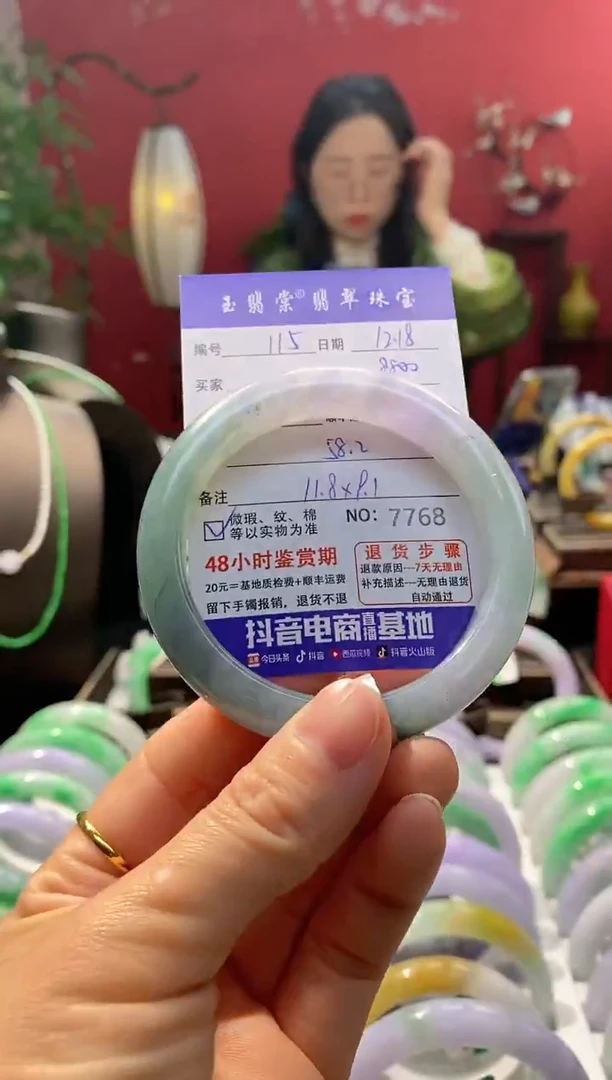 玉翡棠® 翡翠珠宝
编号 115 日期 12.18
买家 8500
58.2
备注 11.8x8.1
微瑕、纹、棉 NO: 7768
等以实物为准
48小时鉴赏期
20元=基地质检费+顺丰运费
留下手镯报销，退货不退
退货步骤
退款原因---7天无理由
补充描述---无理由退货
自动通过
抖音电商直播基地
今日头条 抖音 西瓜视频 抖音火山版